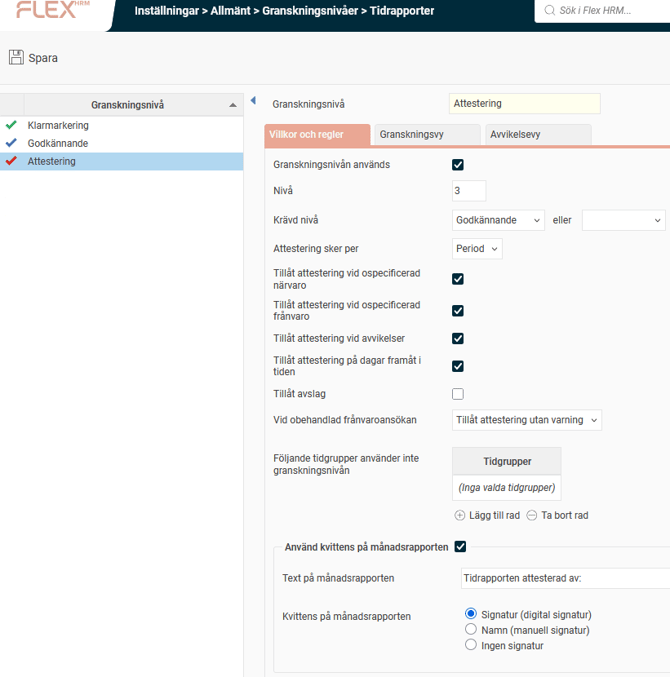 FLEX HRM
Inställningar > Allmänt > Granskningsnivåer > Tidrapporter
Sök i Flex HRM...
Spara
Granskningsnivå
Klarmarkering
Godkännande
Attestering
Granskningsnivå Attestering
Villkor och regler Granskningsvy Avvikelsevy
Granskningsnivån används
Nivå 3
Krävd nivå Godkännande eller
Attestering sker per Period
Tillåt attestering vid ospecificerad
närvaro
Tillåt attestering vid ospecificerad
frånvaro
Tillåt attestering vid avvikelser
Tillåt attestering på dagar framåt i
tiden
Tillåt avslag
Vid obehandlad frånvaroansökan Tillåt attestering utan varning
Följande tidgrupper använder inte
granskningsnivån
Tidgrupper
(Inga valda tidgrupper)
Lägg till rad Ta bort rad
Använd kvittens på månadsrapporten
Text på månadsrapporten Tidrapporten attesterad av:
Kvittens på månadsrapporten Signatur (digital signatur)
Namn (manuell signatur)
Ingen signatur